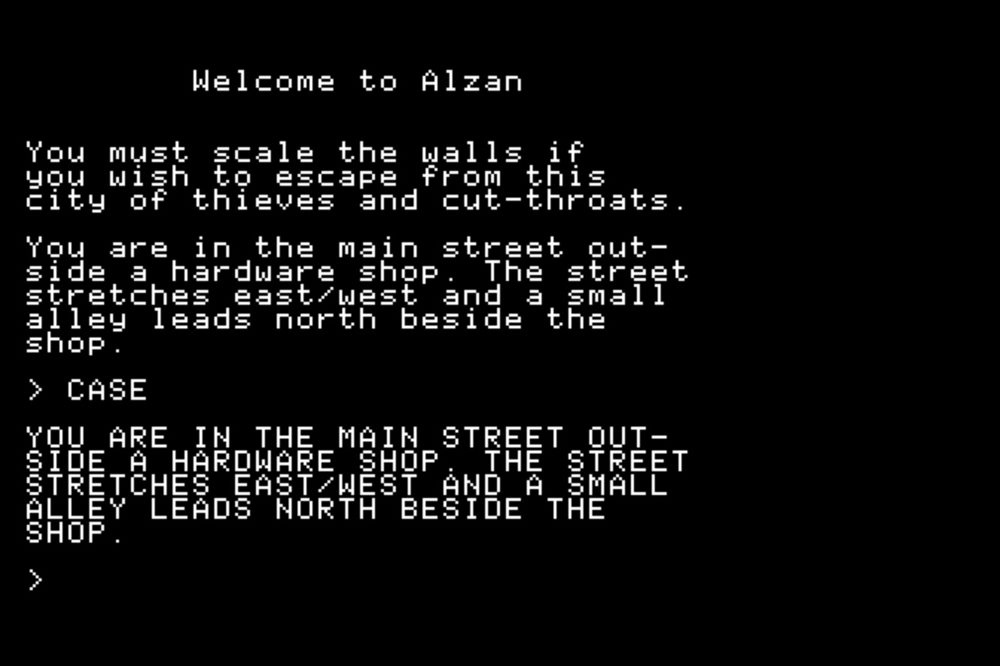 Welcome to Alzan
You must scale the walls if
you wish to escape from this
city of thieves and cut-throats.
You are in the main street out-
side a hardware shop. The street
stretches east/west and a small
alley leads north beside the
shop.
> CASE
YOU ARE IN THE MAIN STREET OUT-
SIDE A HARDWARE SHOP. THE STREET
STRETCHES EAST/WEST AND A SMALL
ALLEY LEADS NORTH BESIDE THE
SHOP.
>